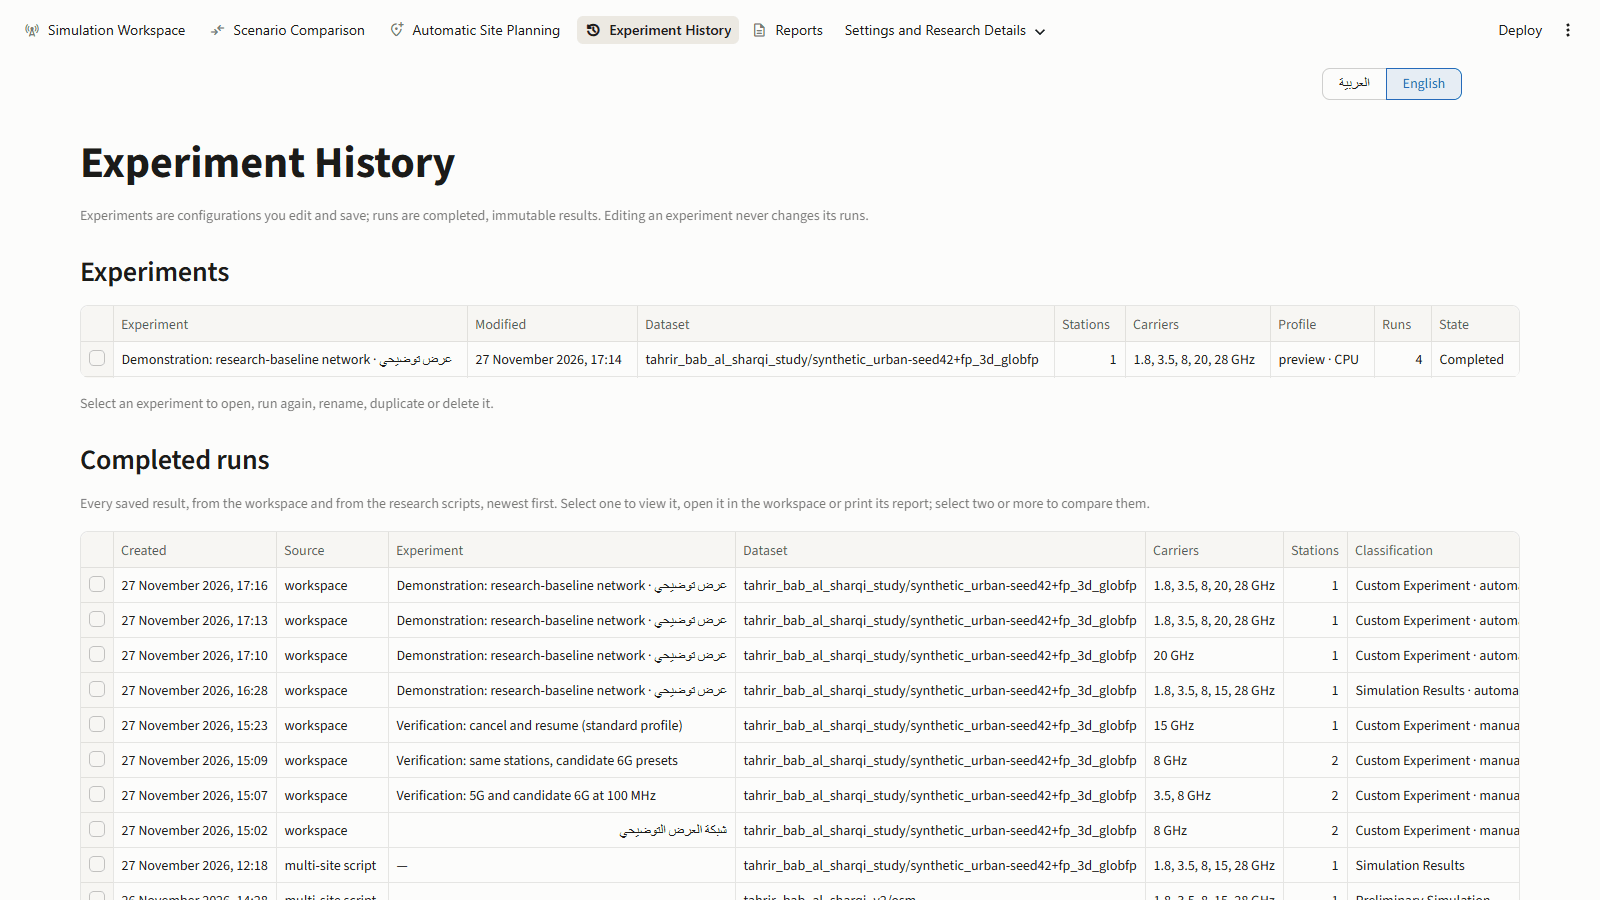 Simulation Workspace Scenario Comparison Automatic Site Planning Experiment History Reports Settings and Research Details Deploy
العربية English
Experiment History
Experiments are configurations you edit and save; runs are completed, immutable results. Editing an experiment never changes its runs.
Experiments
Experiment Modified Dataset Stations Carriers Profile Runs State
Demonstration: research-baseline network · عرض توضيحي 27 November 2026, 17:14 tahrir_bab_al_sharqi_study/synthetic_urban-seed42+fp_3d_globfp 1 1.8, 3.5, 8, 20, 28 GHz preview · CPU 4 Completed
Select an experiment to open, run again, rename, duplicate or delete it.
Completed runs
Every saved result, from the workspace and from the research scripts, newest first. Select one to view it, open it in the workspace or print its report; select two or more to compare them.
Created Source Experiment Dataset Carriers Stations Classification
27 November 2026, 17:16 workspace Demonstration: research-baseline network · عرض توضيحي tahrir_bab_al_sharqi_study/synthetic_urban-seed42+fp_3d_globfp 1.8, 3.5, 8, 20, 28 GHz 1 Custom Experiment · autom
27 November 2026, 17:13 workspace Demonstration: research-baseline network · عرض توضيحي tahrir_bab_al_sharqi_study/synthetic_urban-seed42+fp_3d_globfp 1.8, 3.5, 8, 20, 28 GHz 1 Custom Experiment · autom
27 November 2026, 17:10 workspace Demonstration: research-baseline network · عرض توضيحي tahrir_bab_al_sharqi_study/synthetic_urban-seed42+fp_3d_globfp 20 GHz 1 Custom Experiment · autom
27 November 2026, 16:28 workspace Demonstration: research-baseline network · عرض توضيحي tahrir_bab_al_sharqi_study/synthetic_urban-seed42+fp_3d_globfp 1.8, 3.5, 8, 15, 28 GHz 1 Simulation Results · automa
27 November 2026, 15:23 workspace Verification: cancel and resume (standard profile) tahrir_bab_al_sharqi_study/synthetic_urban-seed42+fp_3d_globfp 15 GHz 1 Custom Experiment · manua
27 November 2026, 15:09 workspace Verification: same stations, candidate 6G presets tahrir_bab_al_sharqi_study/synthetic_urban-seed42+fp_3d_globfp 8 GHz 2 Custom Experiment · manua
27 November 2026, 15:07 workspace Verification: 5G and candidate 6G at 100 MHz tahrir_bab_al_sharqi_study/synthetic_urban-seed42+fp_3d_globfp 3.5, 8 GHz 2 Custom Experiment · manua
27 November 2026, 15:02 workspace شبكة العرض التوضيحي tahrir_bab_al_sharqi_study/synthetic_urban-seed42+fp_3d_globfp 8 GHz 2 Custom Experiment · manua
27 November 2026, 12:18 multi-site script — tahrir_bab_al_sharqi_study/synthetic_urban-seed42+fp_3d_globfp 1.8, 3.5, 8, 15, 28 GHz 1 Simulation Results